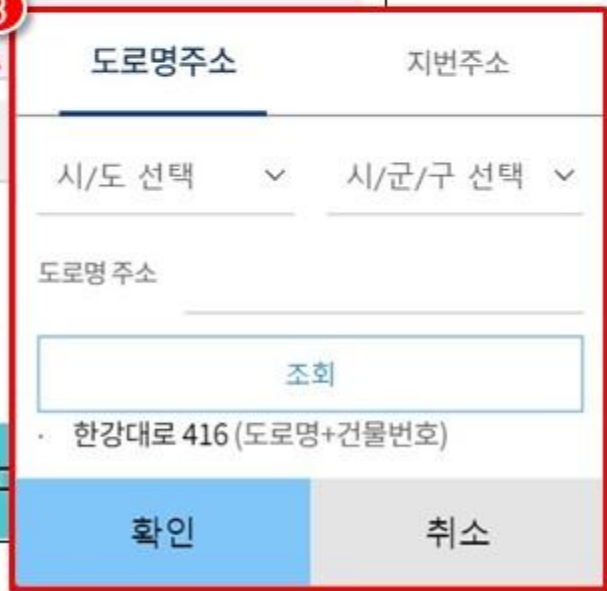 도로명주소 지번주소
시/도 선택 시/군/구 선택
도로명 주소
조회
· 한강대로 416 (도로명+건물번호)
확인 취소